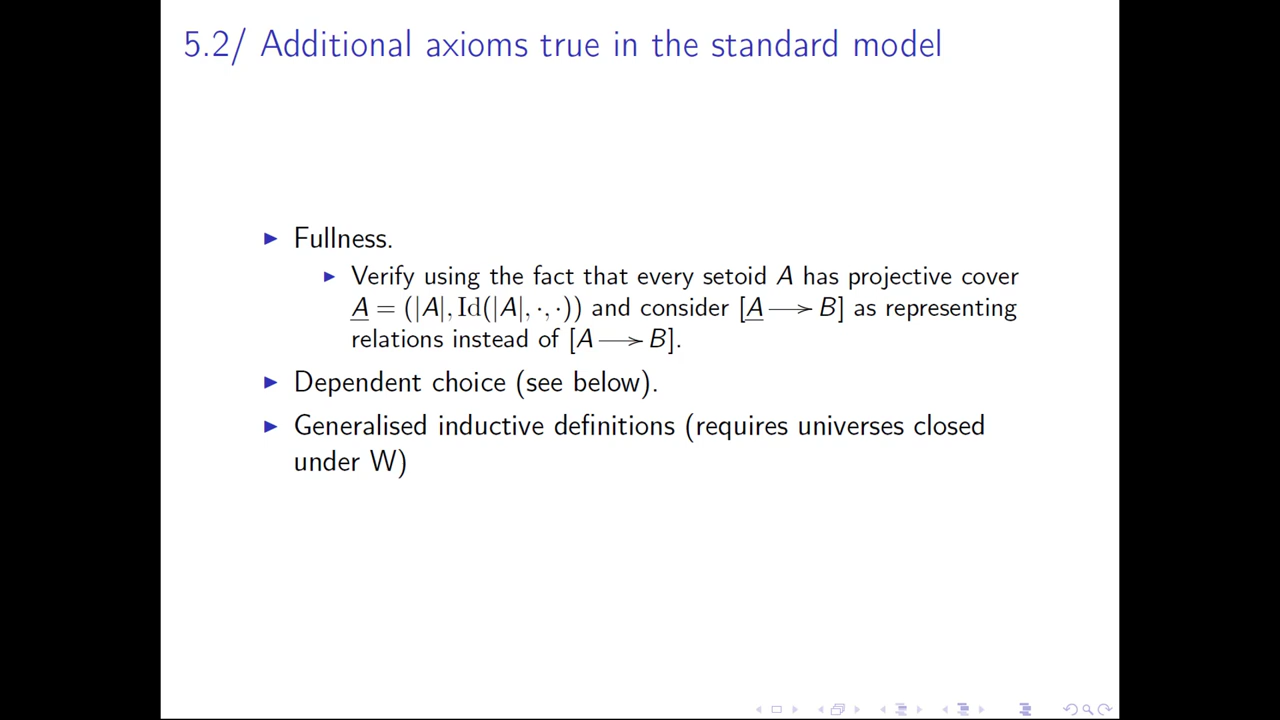 5.2/ Additional axioms true in the standard model
▶ Fullness.
▶ Verify using the fact that every setoid A has projective cover
A̲ = (|A|, Id(|A|, ·, ·)) and consider [A̲ ⟶ B] as representing
relations instead of [A ⟶ B].
▶ Dependent choice (see below).
▶ Generalised inductive definitions (requires universes closed
under W)